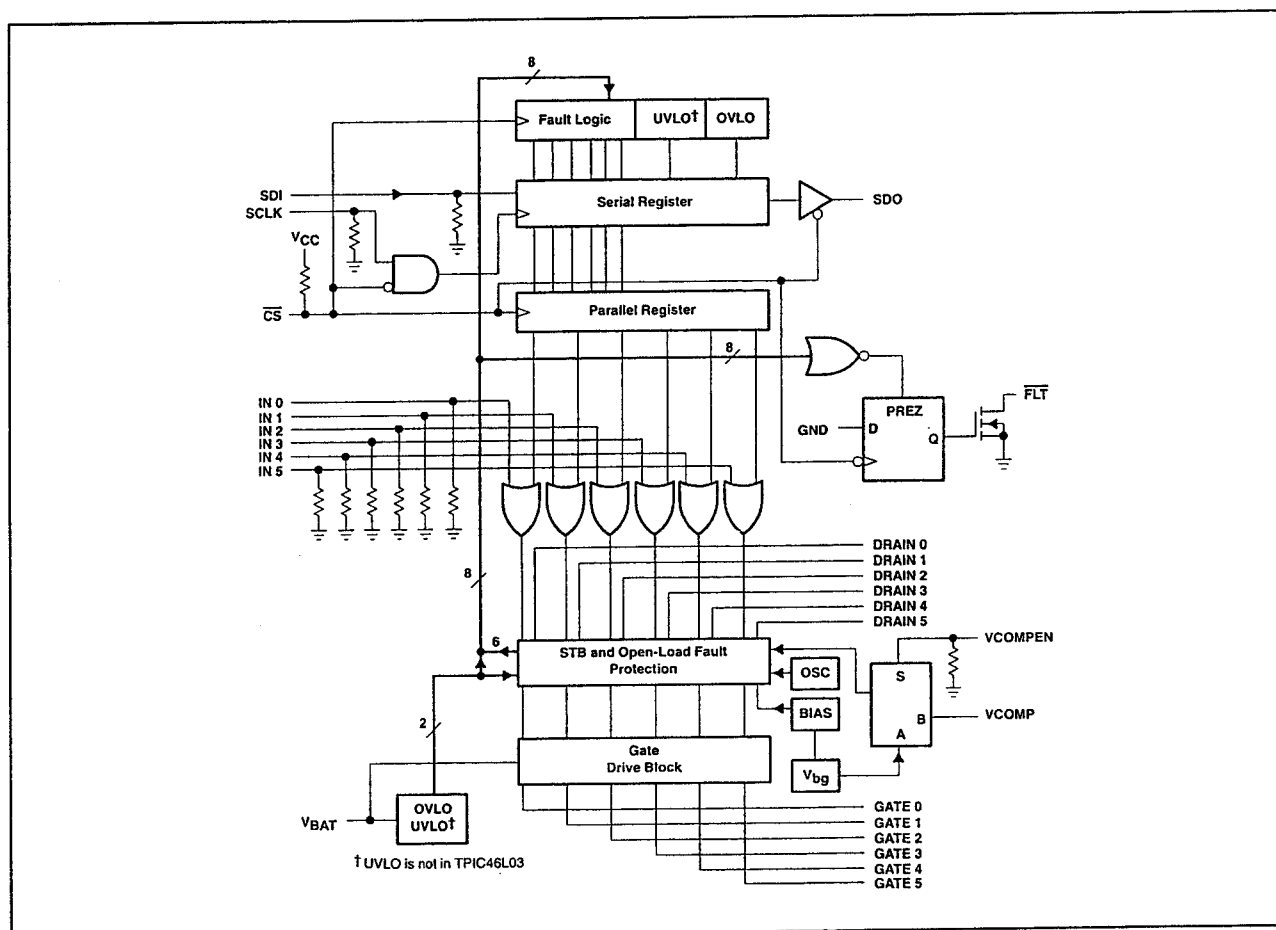 8
Fault Logic
UVLO†
OVLO
SDI
SCLK
Serial Register
SDO
VCC
CS
Parallel Register
8
IN 0
IN 1
IN 2
IN 3
IN 4
IN 5
PREZ
GND
D
Q
FLT
8
DRAIN 0
DRAIN 1
DRAIN 2
DRAIN 3
DRAIN 4
DRAIN 5
6
STB and Open-Load Fault
Protection
OSC
BIAS
Vbg
S
A
B
VCOMPEN
VCOMP
2
Gate
Drive Block
VBAT
OVLO
UVLO†
GATE 0
GATE 1
GATE 2
GATE 3
GATE 4
GATE 5
† UVLO is not in TPIC46L03